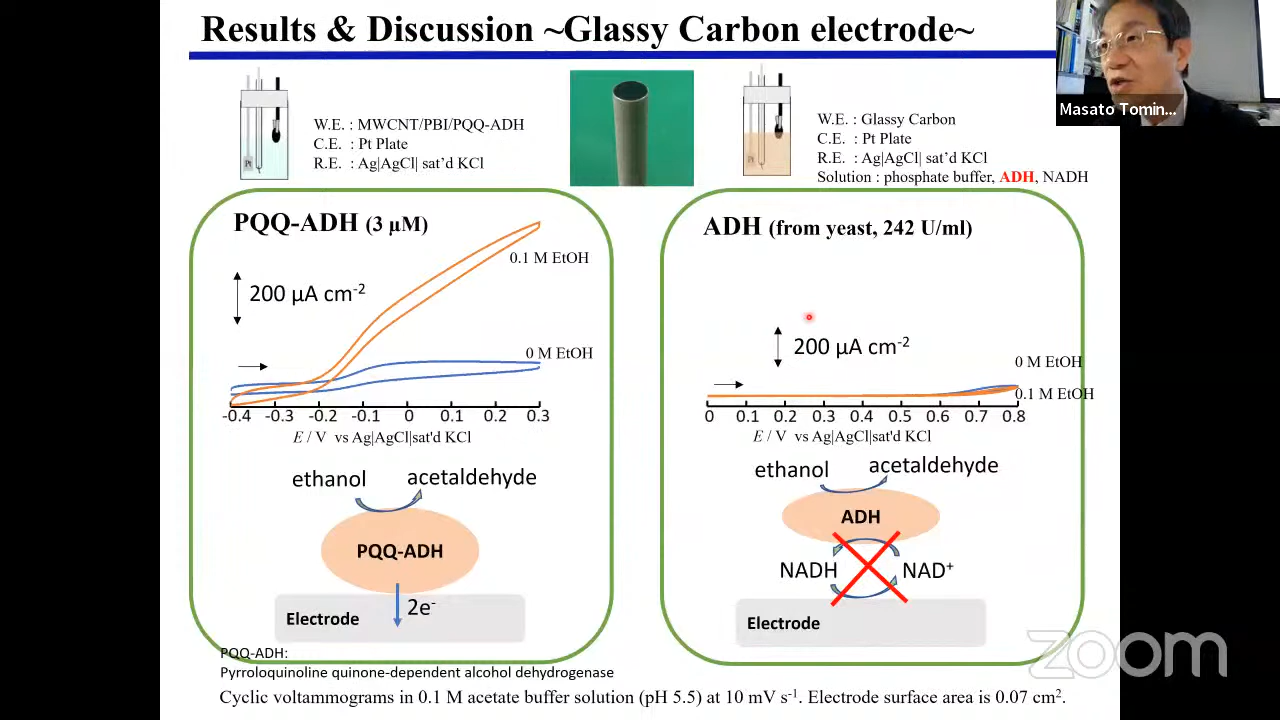 Results & Discussion ~Glassy Carbon electrode~
Masato Tomin...
W.E. : MWCNT/PBI/PQQ-ADH
C.E. : Pt Plate
R.E. : Ag|AgCl| sat'd KCl
Pt
W.E. : Glassy Carbon
C.E. : Pt Plate
R.E. : Ag|AgCl| sat'd KCl
Solution : phosphate buffer, ADH, NADH
Pt
PQQ-ADH (3 μM)
0.1 M EtOH
200 μA cm-2
0 M EtOH
-0.4 -0.3 -0.2 -0.1 0 0.1 0.2 0.3
E / V vs Ag|AgCl|sat'd KCl
ethanol acetaldehyde
PQQ-ADH
2e-
Electrode
PQQ-ADH:
Pyrroloquinoline quinone-dependent alcohol dehydrogenase
ADH (from yeast, 242 U/ml)
200 μA cm-2
0 M EtOH
0.1 M EtOH
0 0.1 0.2 0.3 0.4 0.5 0.6 0.7 0.8
E / V vs Ag|AgCl|sat'd KCl
ethanol acetaldehyde
ADH
NADH NAD+
Electrode
zoom
Cyclic voltammograms in 0.1 M acetate buffer solution (pH 5.5) at 10 mV s-1. Electrode surface area is 0.07 cm2.